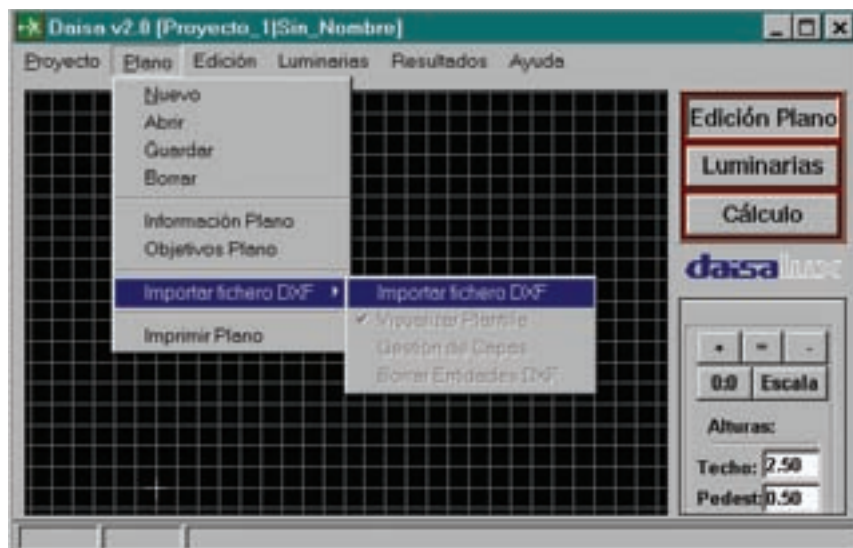 Daisa v2.0 [Proyecto_1|Sin_Nombre]
Proyecto Plano Edición Luminarias Resultados Ayuda
Nuevo
Abrir
Guardar
Borrar
Información Plano
Objetivos Plano
Importar fichero DXF
Imprimir Plano
Importar fichero DXF
Visualizar Plantilla
Gestión de Capas
Borrar Entidades DXF
Edición Plano
Luminarias
Cálculo
daisalux
+ = -
0:0 Escala
Alturas:
Techo: 2.50
Pedest: 0.50